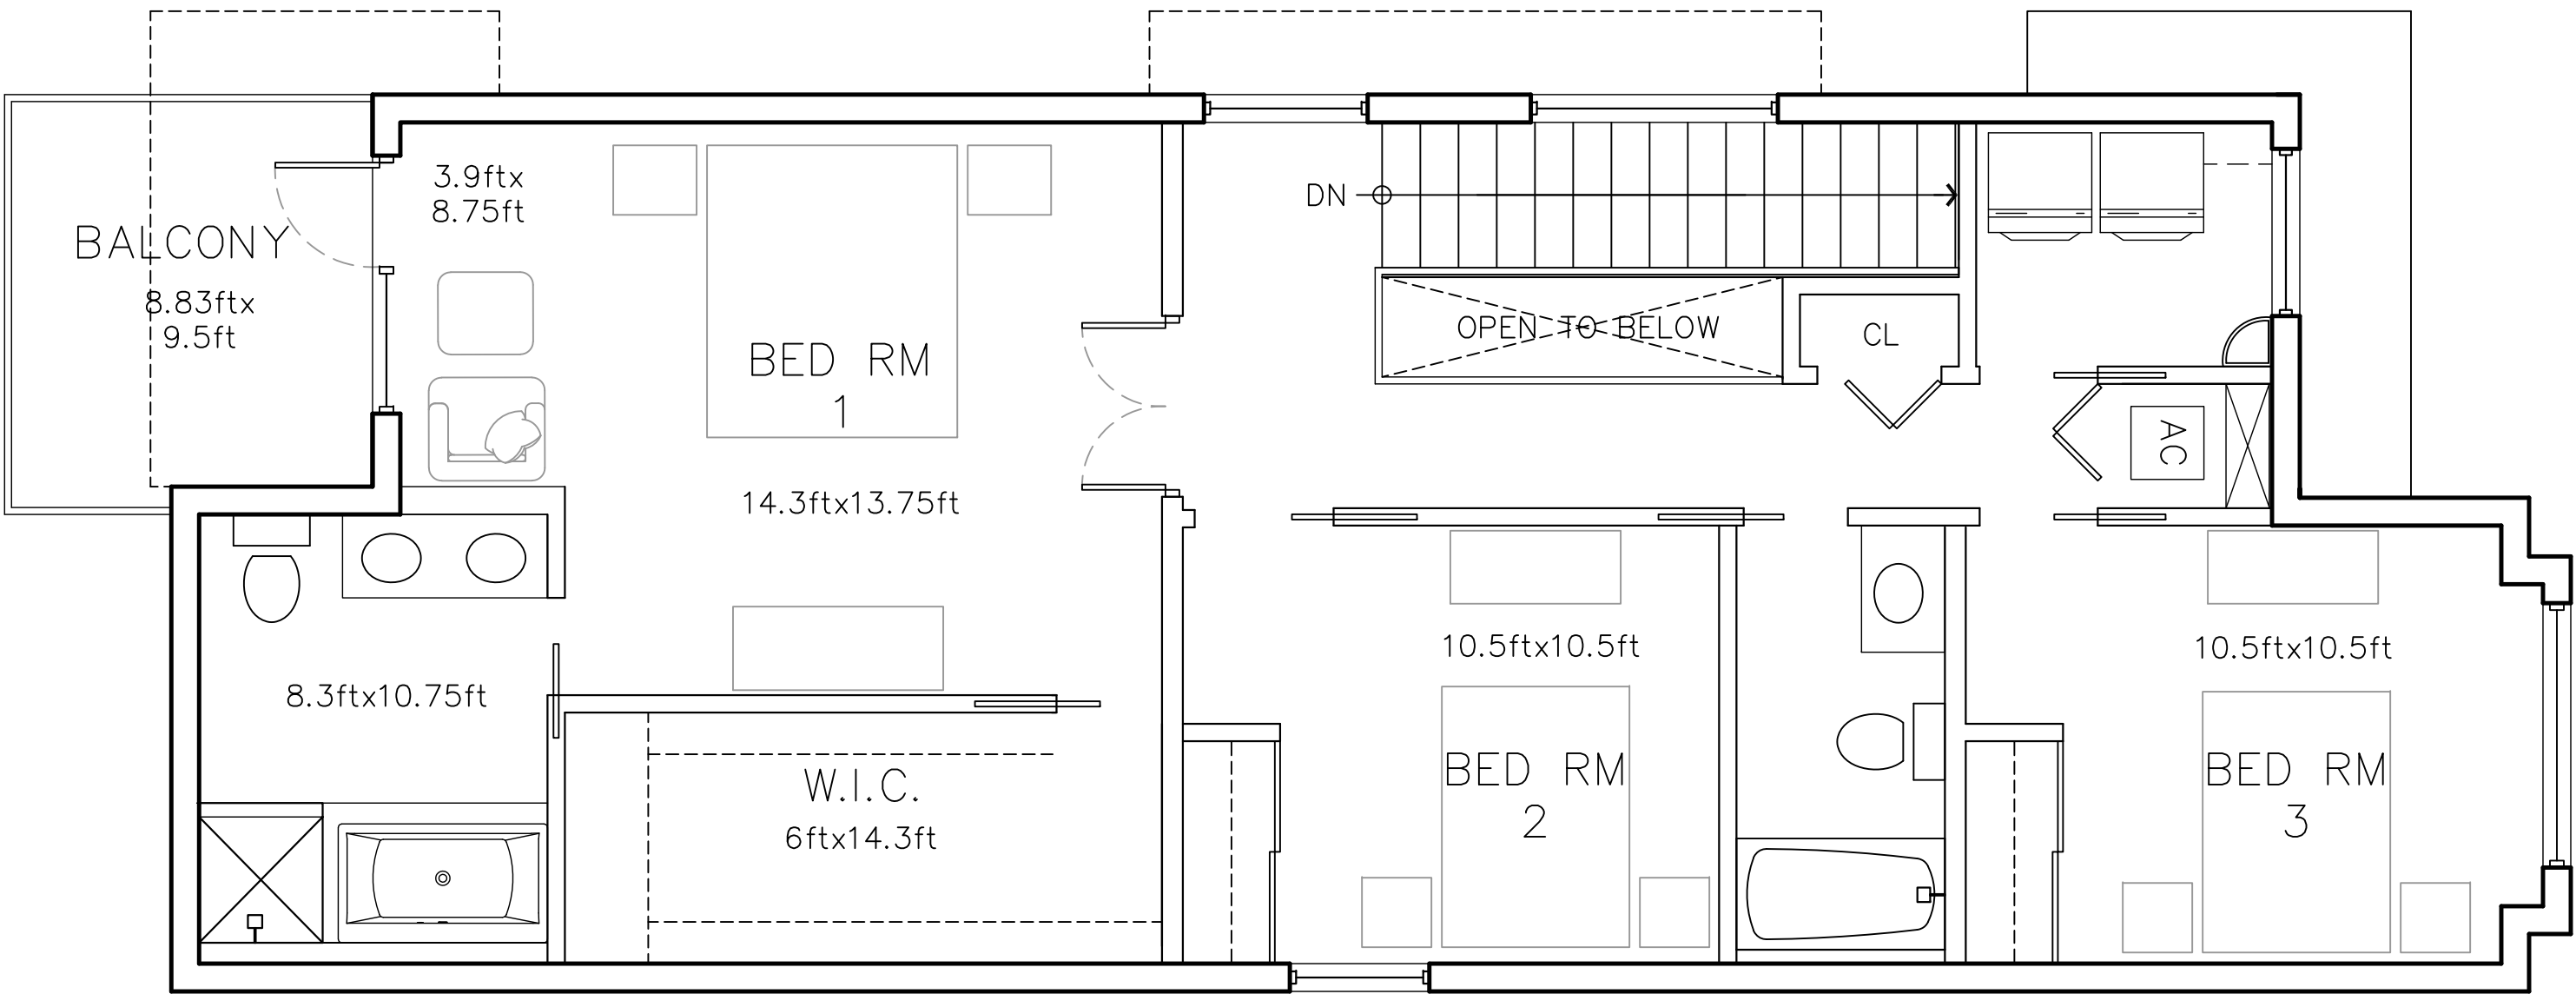 3.9ftx
8.75ft
BALCONY
8.83ftx
9.5ft
BED RM
1
14.3ftx13.75ft
DN
OPEN TO BELOW
CL
AC
8.3ftx10.75ft
W.I.C.
6ftx14.3ft
10.5ftx10.5ft
BED RM
2
10.5ftx10.5ft
BED RM
3